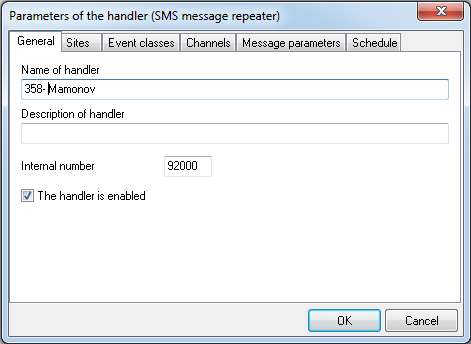 Parameters of the handler (SMS message repeater)
General Sites Event classes Channels Message parameters Schedule
Name of handler
358-Mamonov
Description of handler
Internal number 92000
The handler is enabled
OK Cancel